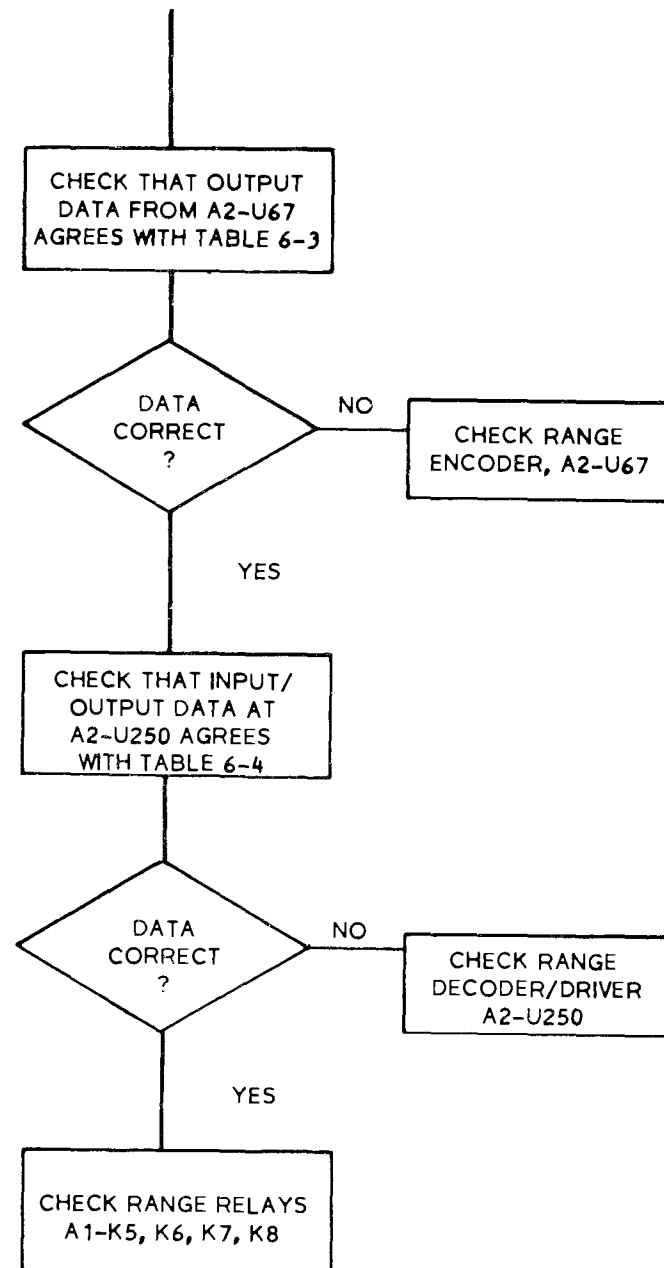 CHECK THAT OUTPUT
DATA FROM A2-U67
AGREES WITH TABLE 6-3
DATA
CORRECT
?
NO
CHECK RANGE
ENCODER, A2-U67
YES
CHECK THAT INPUT/
OUTPUT DATA AT
A2-U250 AGREES
WITH TABLE 6-4
DATA
CORRECT
?
NO
CHECK RANGE
DECODER/DRIVER
A2-U250
YES
CHECK RANGE RELAYS
A1-K5, K6, K7, K8